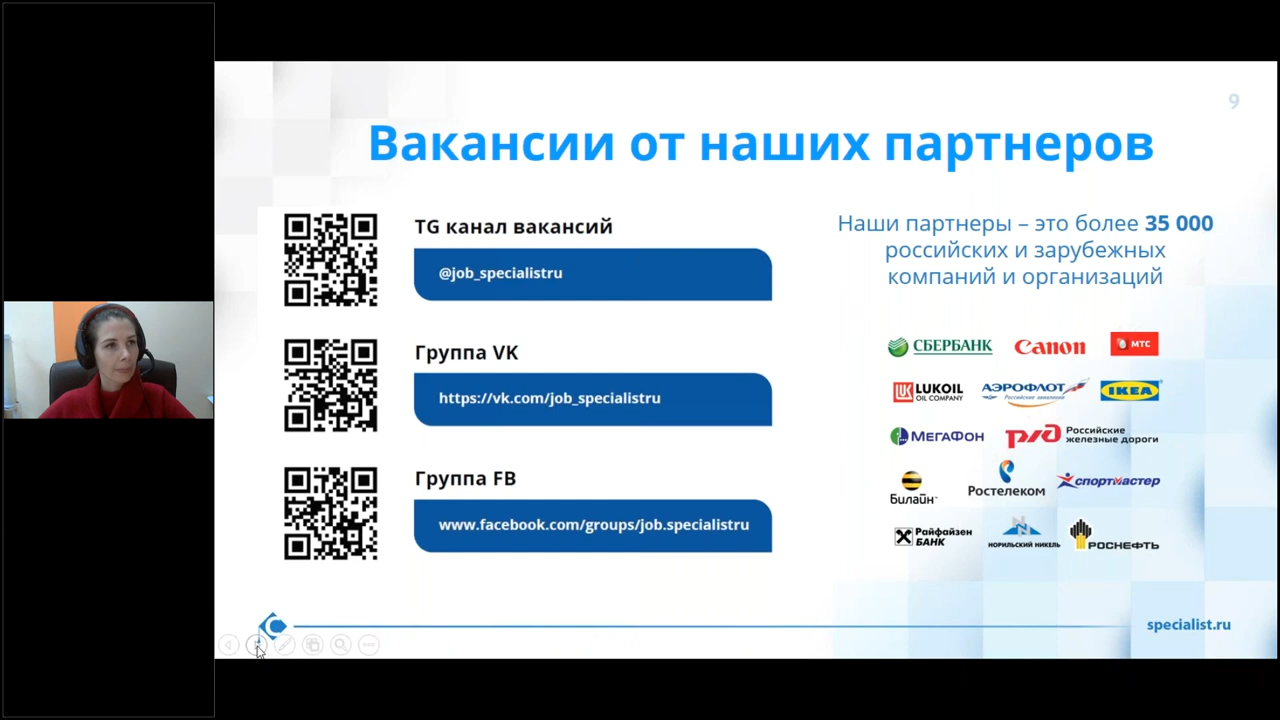 9
Вакансии от наших партнеров
TG канал вакансий
@job_specialistru
Группа VK
https://vk.com/job_specialistru
Группа FB
www.facebook.com/groups/job.specialistru
Наши партнеры – это более 35 000
российских и зарубежных
компаний и организаций
СБЕРБАНК
Canon
МТС
LUKOIL
OIL COMPANY
АЭРОФЛОТ
Российские авиалинии
IKEA
МЕГАФОН
Российские
железные дороги
Билайн
Ростелеком
СПОРТМАСТЕР
Райфайзен
БАНК
НОРИЛЬСКИЙ НИКЕЛЬ
РОСНЕФТЬ
specialist.ru